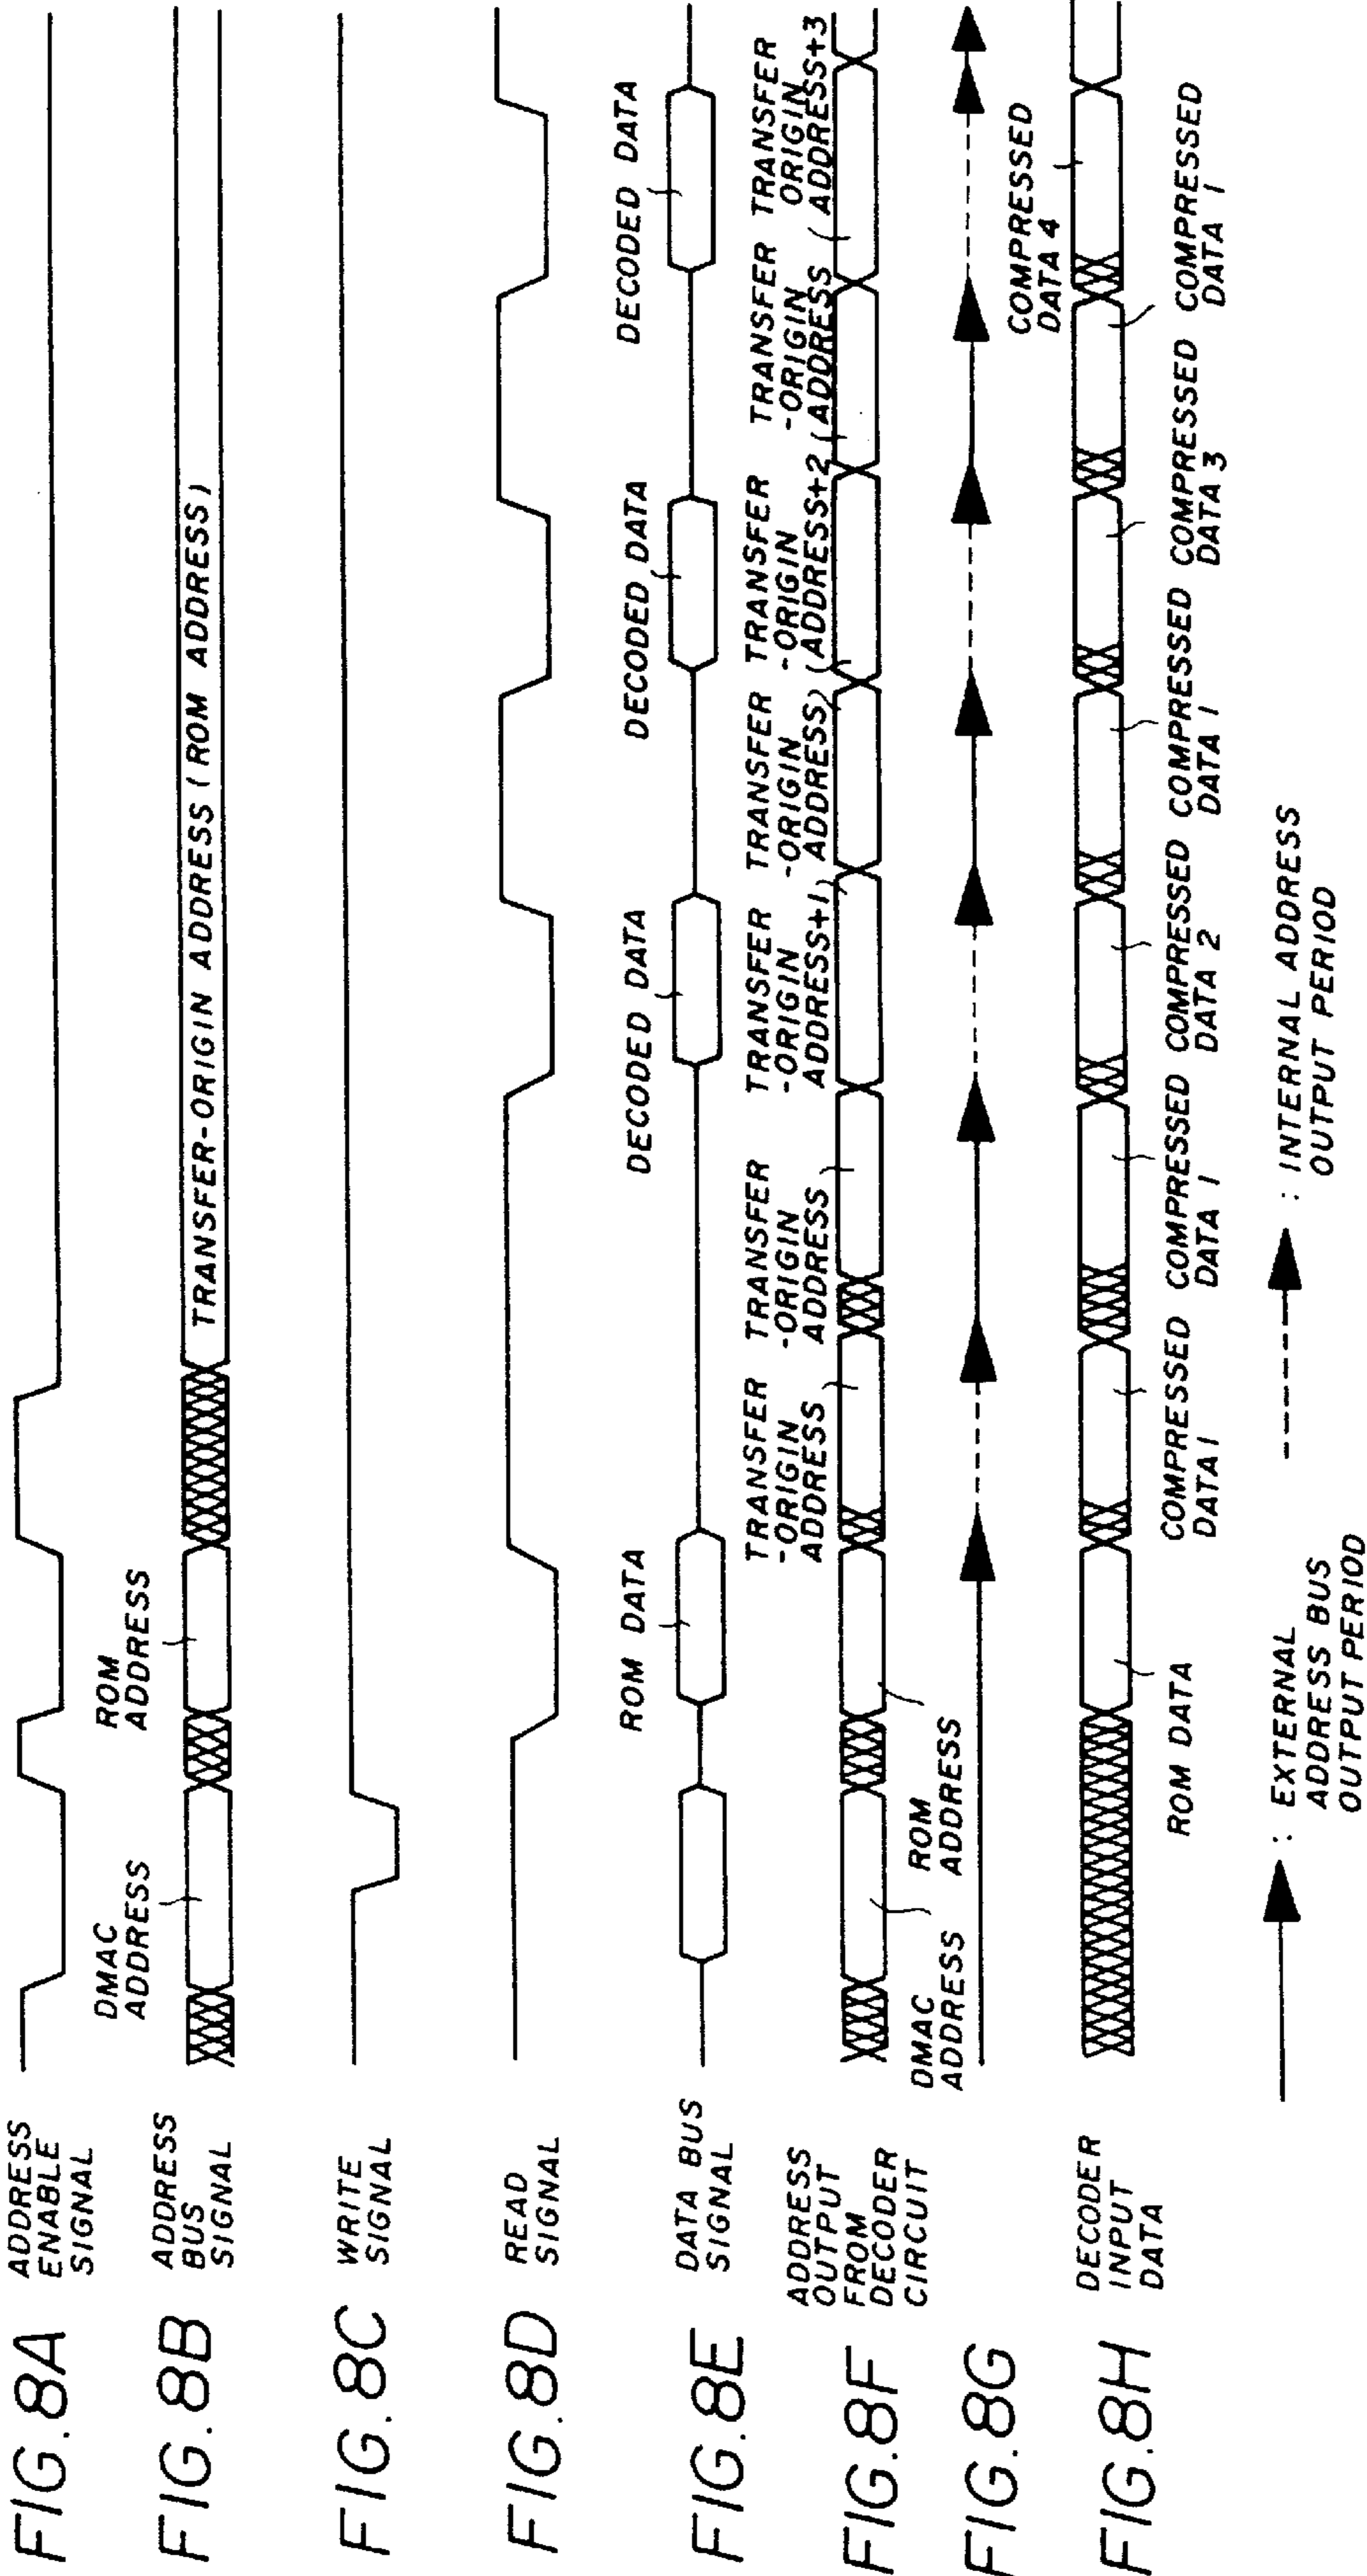 FIG.8A
ADDRESS
ENABLE
SIGNAL
FIG.8B
ADDRESS
BUS
SIGNAL
DMAC
ADDRESS
ROM
ADDRESS
TRANSFER-ORIGIN ADDRESS (ROM ADDRESS)
FIG.8C
WRITE
SIGNAL
FIG.8D
READ
SIGNAL
FIG.8E
DATA BUS
SIGNAL
ROM DATA
DECODED DATA
DECODED DATA
DECODED DATA
FIG.8F
ADDRESS
OUTPUT
FROM
DECODER
CIRCUIT
DMAC
ADDRESS
ROM
ADDRESS
TRANSFER
-ORIGIN
ADDRESS
TRANSFER
-ORIGIN
ADDRESS
TRANSFER
-ORIGIN
ADDRESS+1
TRANSFER
-ORIGIN
ADDRESS
TRANSFER
-ORIGIN
ADDRESS+2
TRANSFER
-ORIGIN
ADDRESS
TRANSFER
ORIGIN
ADDRESS+3
FIG.8G
FIG.8H
DECODER
INPUT
DATA
ROM DATA
COMPRESSED
DATA 1
COMPRESSED
DATA 1
COMPRESSED
DATA 2
COMPRESSED
DATA 1
COMPRESSED
DATA 3
COMPRESSED
DATA 1
COMPRESSED
DATA 4
: EXTERNAL
ADDRESS BUS
OUTPUT PERIOD
: INTERNAL ADDRESS
OUTPUT PERIOD